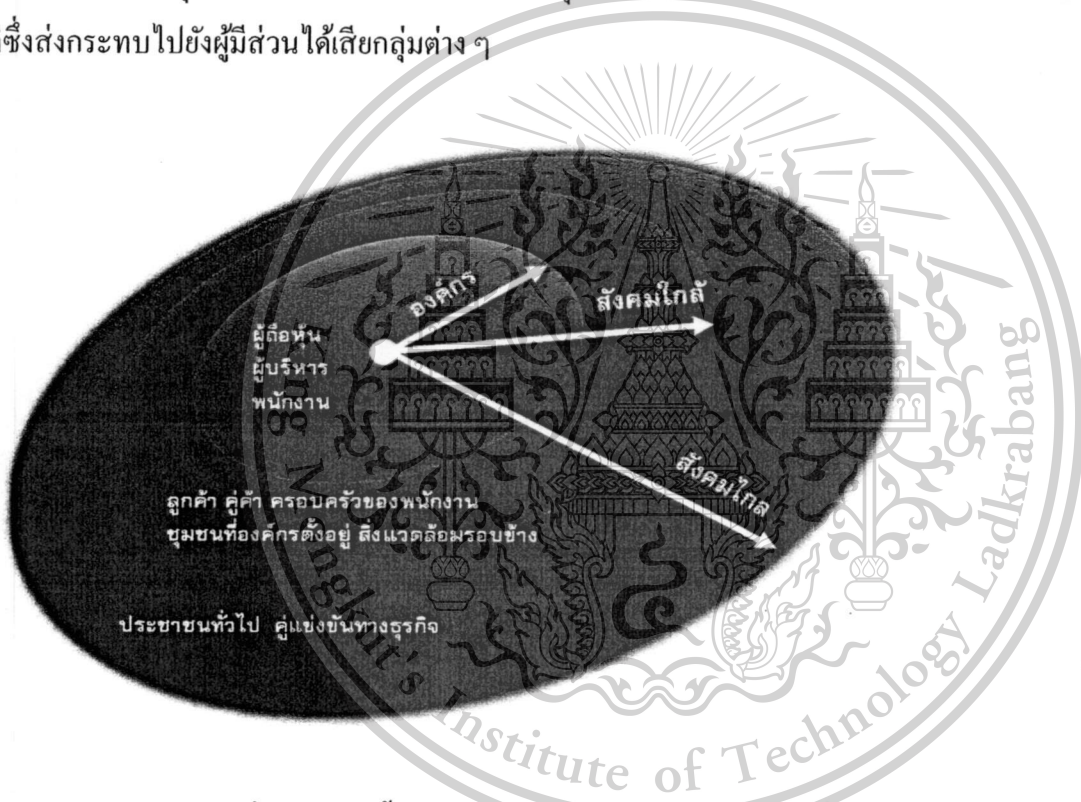 ซึ่งส่งกระทบไปยังผู้มีส่วนได้เสียกลุ่มต่าง ๆ
องค์กร
สังคมใกล้
ผู้ถือหุ้น
ผู้บริหาร
พนักงาน
สังคมไกล
ลูกค้า คู่ค้า ครอบครัวของพนักงาน
ชุมชนที่องค์กรตั้งอยู่ สิ่งแวดล้อมรอบข้าง
ประชาชนทั่วไป คู่แข่งขันทางธุรกิจ
King Mongkut's Institute of Technology Ladkrabang